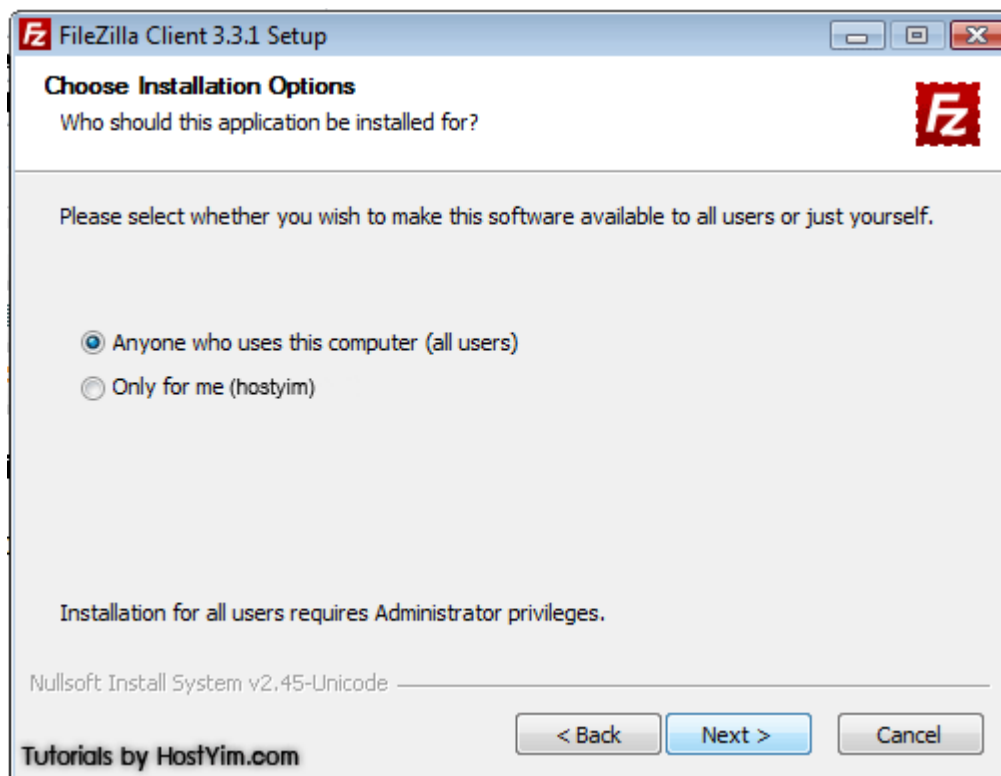 FileZilla Client 3.3.1 Setup
Choose Installation Options
Who should this application be installed for?
Fz
Please select whether you wish to make this software available to all users or just yourself.
Anyone who uses this computer (all users)
Only for me (hostyim)
Installation for all users requires Administrator privileges.
Nullsoft Install System v2.45-Unicode
< Back
Next >
Cancel
Tutorials by HostYim.com